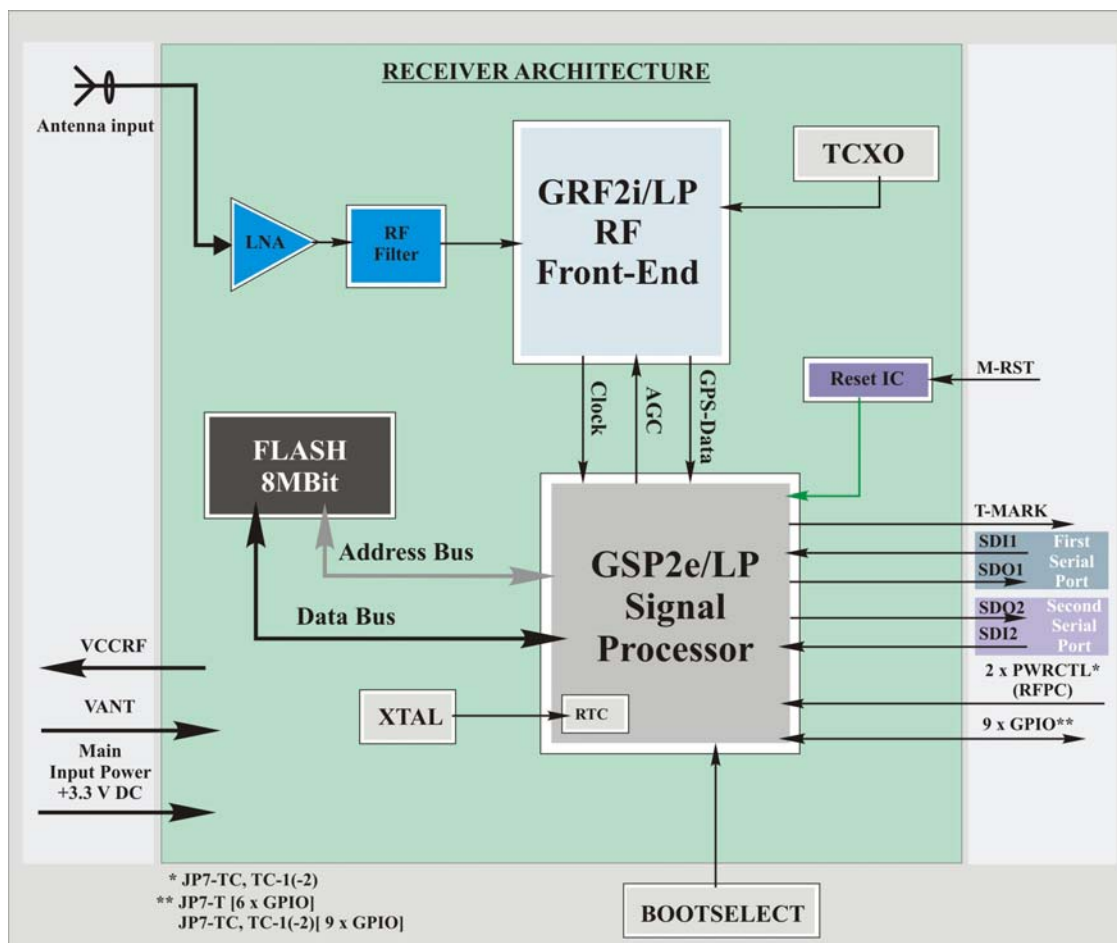 RECEIVER ARCHITECTURE
Antenna input
LNA
RF
Filter
GRF2i/LP
RF
Front-End
TCXO
Clock
AGC
GPS-Data
Reset IC
M-RST
FLASH
8MBit
Address Bus
Data Bus
GSP2e/LP
Signal
Processor
XTAL
RTC
T-MARK
SDI1
SDO1
First
Serial
Port
SDO2
SDI2
Second
Serial
Port
2 x PWRCTL*
(RFPC)
9 x GPIO**
VCCRF
VANT
Main
Input Power
+3.3 V DC
* JP7-TC, TC-1(-2)
** JP7-T [6 x GPIO]
JP7-TC, TC-1(-2)[ 9 x GPIO]
BOOTSELECT